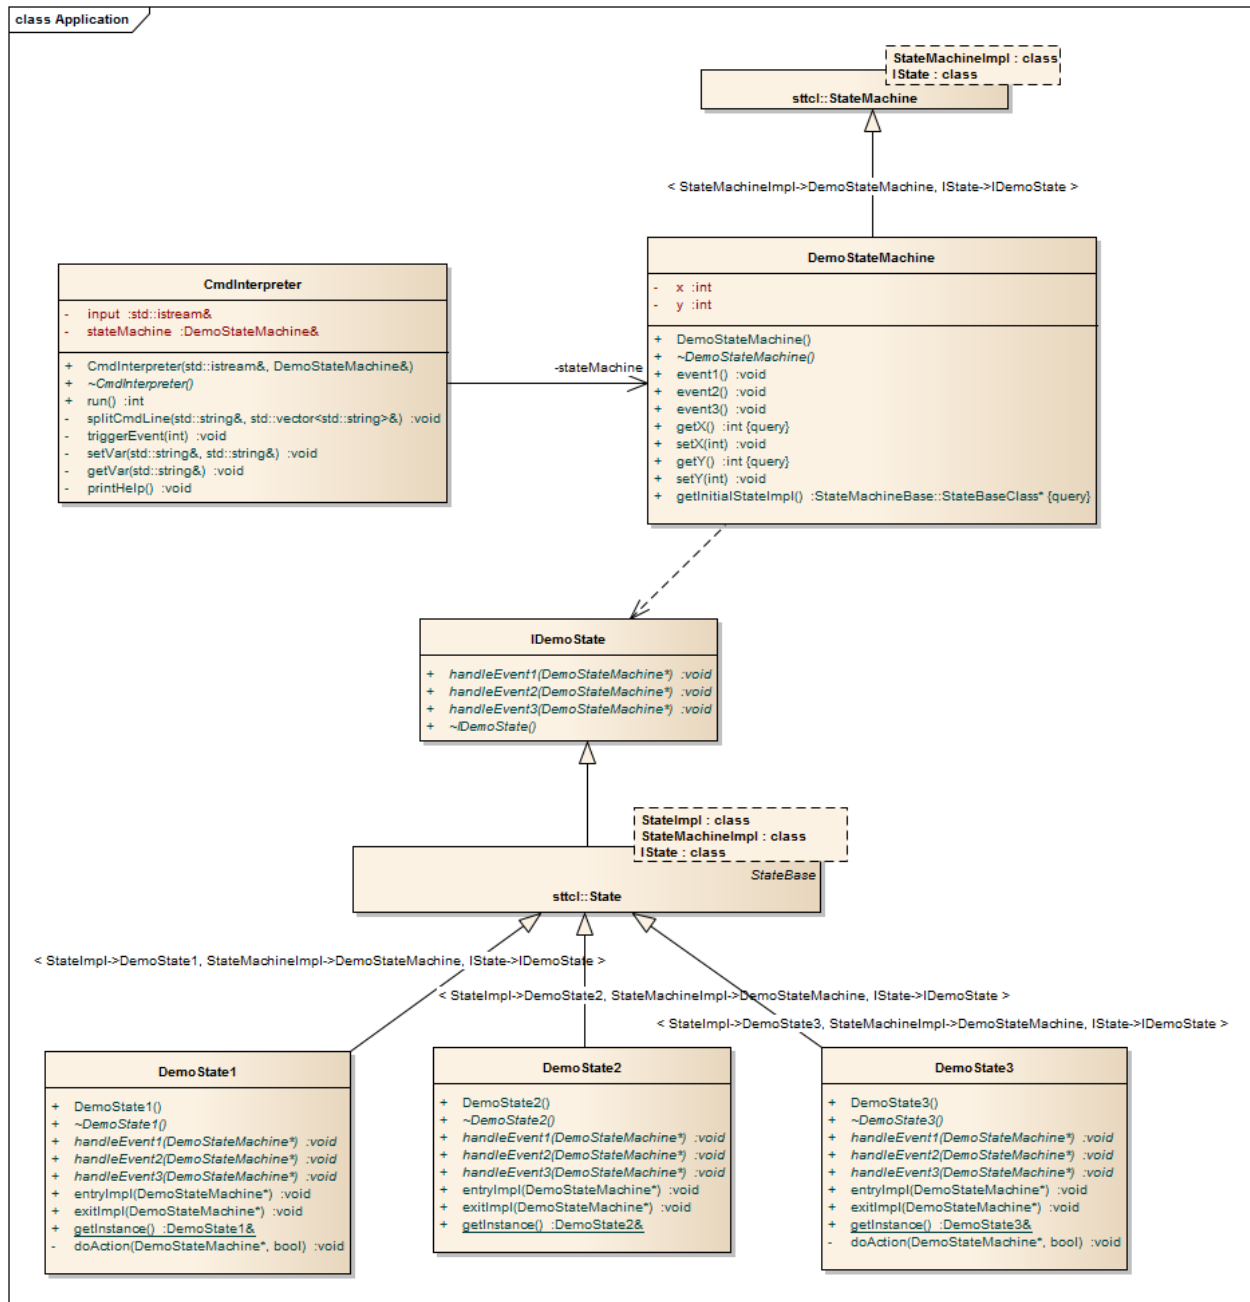 class Application
StateMachineImpl : class
IState : class
sttcl::StateMachine
< StateMachineImpl->DemoStateMachine, IState->IDemoState >
DemoStateMachine
- x :int
- y :int
+ DemoStateMachine()
+ ~DemoStateMachine()
+ event1() :void
+ event2() :void
+ event3() :void
+ getX() :int {query}
+ setX(int) :void
+ getY() :int {query}
+ setY(int) :void
+ getInitialStateImpl() :StateMachineBase::StateBaseClass* {query}
CmdInterpreter
- input :std::istream&
- stateMachine :DemoStateMachine&
+ CmdInterpreter(std::istream&, DemoStateMachine&)
+ ~CmdInterpreter()
+ run() :int
- splitCmdLine(std::string&, std::vector<std::string>&) :void
- triggerEvent(int) :void
- setVar(std::string&, std::string&) :void
- getVar(std::string&) :void
- printHelp() :void
-stateMachine
IDemoState
+ handleEvent1(DemoStateMachine*) :void
+ handleEvent2(DemoStateMachine*) :void
+ handleEvent3(DemoStateMachine*) :void
+ ~IDemoState()
StateImpl : class
StateMachineImpl : class
IState : class
StateBase
sttcl::State
< StateImpl->DemoState1, StateMachineImpl->DemoStateMachine, IState->IDemoState >
< StateImpl->DemoState2, StateMachineImpl->DemoStateMachine, IState->IDemoState >
< StateImpl->DemoState3, StateMachineImpl->DemoStateMachine, IState->IDemoState >
DemoState1
+ DemoState1()
+ ~DemoState1()
+ handleEvent1(DemoStateMachine*) :void
+ handleEvent2(DemoStateMachine*) :void
+ handleEvent3(DemoStateMachine*) :void
+ entryImpl(DemoStateMachine*) :void
+ exitImpl(DemoStateMachine*) :void
+ getInstance() :DemoState1&
- doAction(DemoStateMachine*, bool) :void
DemoState2
+ DemoState2()
+ ~DemoState2()
+ handleEvent1(DemoStateMachine*) :void
+ handleEvent2(DemoStateMachine*) :void
+ handleEvent3(DemoStateMachine*) :void
+ entryImpl(DemoStateMachine*) :void
+ exitImpl(DemoStateMachine*) :void
+ getInstance() :DemoState2&
DemoState3
+ DemoState3()
+ ~DemoState3()
+ handleEvent1(DemoStateMachine*) :void
+ handleEvent2(DemoStateMachine*) :void
+ handleEvent3(DemoStateMachine*) :void
+ entryImpl(DemoStateMachine*) :void
+ exitImpl(DemoStateMachine*) :void
+ getInstance() :DemoState3&
- doAction(DemoStateMachine*, bool) :void